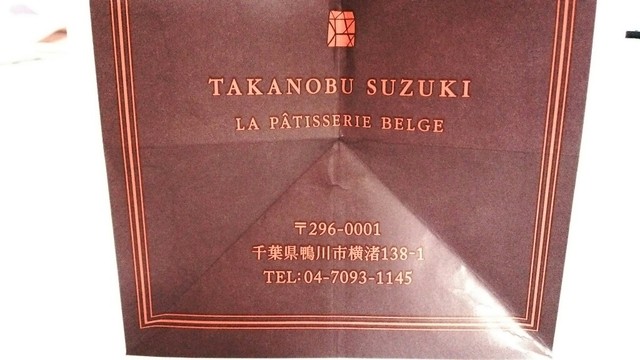 TAKANOBU SUZUKI
LA PÂTISSERIE BELGE
〒296-0001
千葉県鴨川市横渚138-1
TEL:04-7093-1145